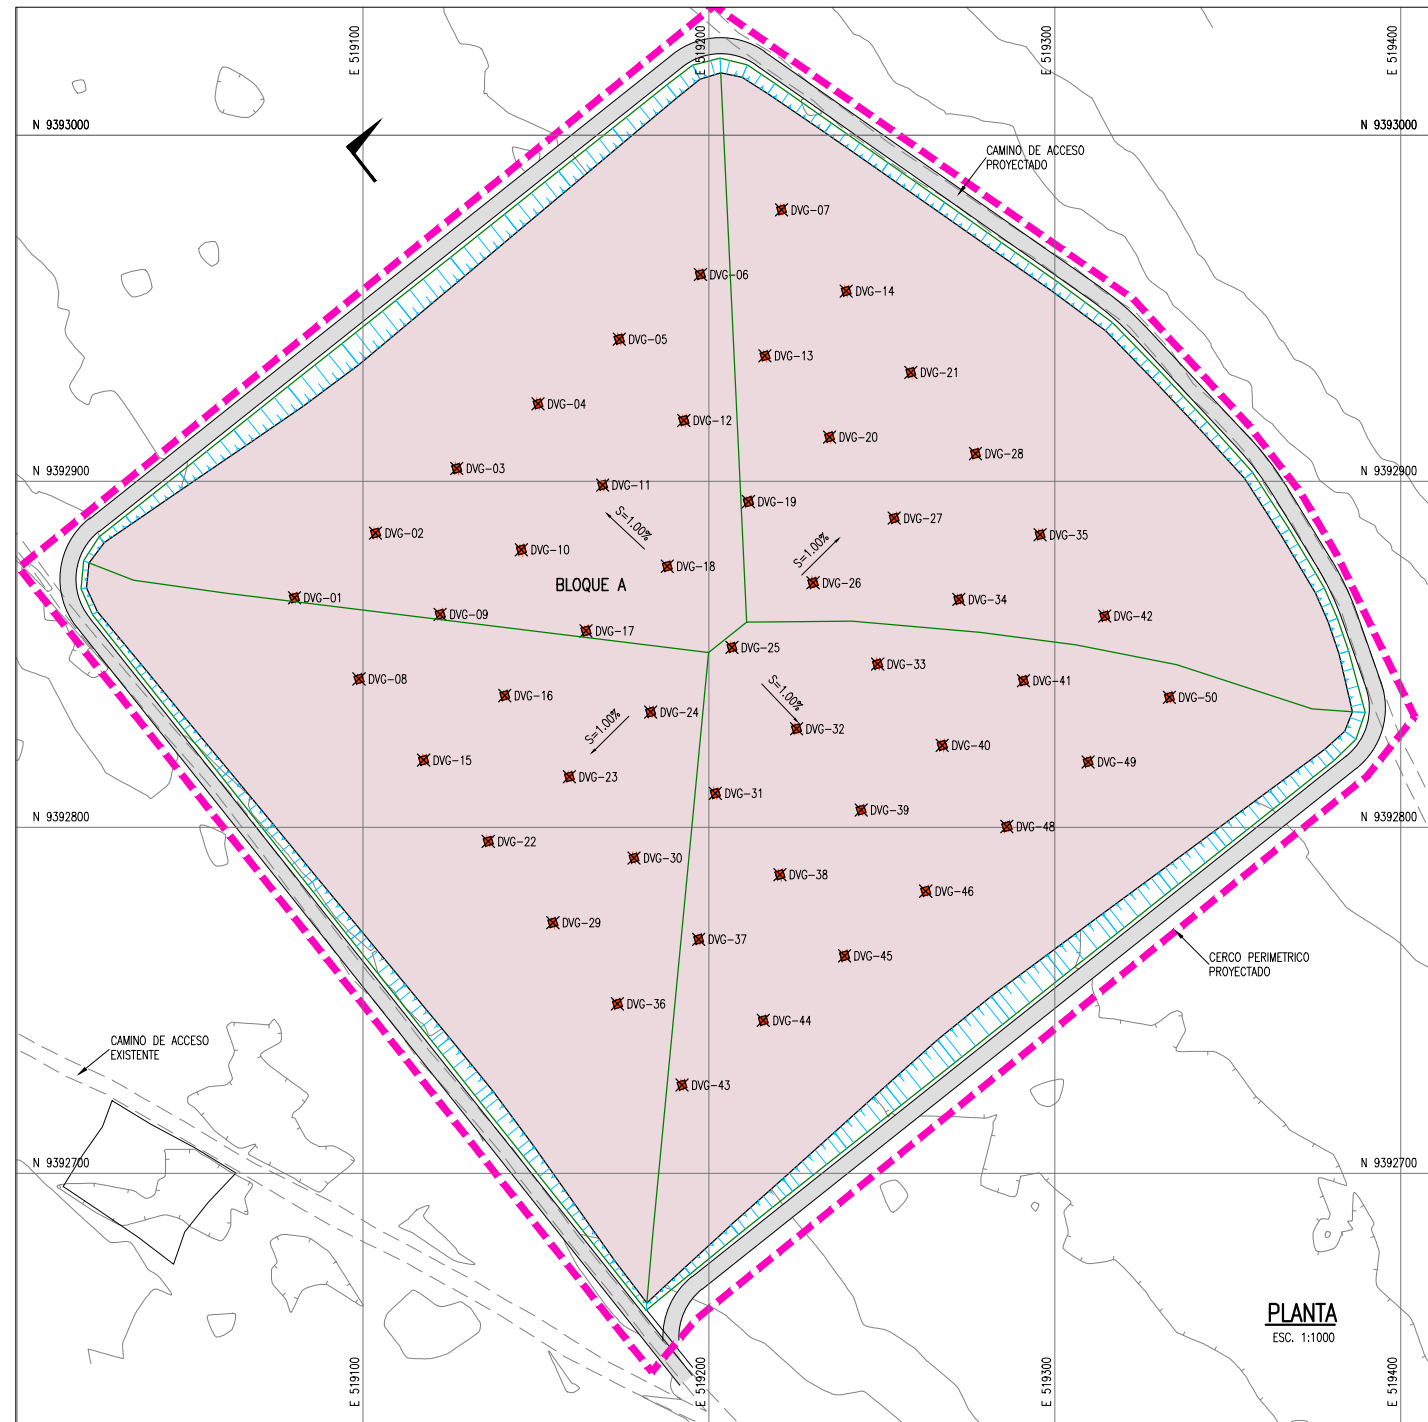 E 519100
E 519200
E 519300
E 519400
N 9393000
N 9393000
CAMINO DE ACCESO
PROYECTADO
DVG-07
DVG-06
DVG-14
DVG-05
DVG-13
DVG-21
DVG-04
DVG-12
DVG-20
DVG-28
DVG-03
N 9392900
N 9392900
DVG-11
DVG-19
DVG-27
S=1.00%
DVG-02
DVG-35
DVG-10
S=1.00%
DVG-18
BLOQUE A
DVG-26
DVG-01
DVG-34
DVG-09
DVG-42
DVG-17
DVG-25
DVG-33
DVG-08
DVG-41
DVG-16
S=1.00%
DVG-50
DVG-24
S=1.00%
DVG-32
DVG-40
DVG-15
DVG-49
DVG-23
DVG-31
DVG-39
N 9392800
N 9392800
DVG-48
DVG-22
DVG-30
DVG-38
DVG-46
DVG-29
DVG-37
DVG-45
CERCO PERIMETRICO
PROYECTADO
DVG-36
DVG-44
CAMINO DE ACCESO
EXISTENTE
DVG-43
N 9392700
N 9392700
PLANTA
ESC. 1:1000
E 519100
E 519200
E 519300
E 519400